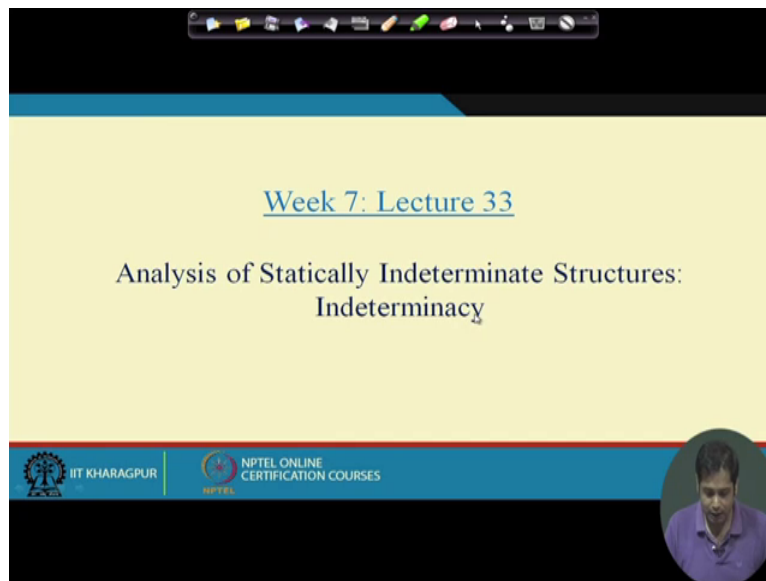 Week 7: Lecture 33
Analysis of Statically Indeterminate Structures:
Indeterminacy
IIT KHARAGPUR
NPTEL ONLINE
CERTIFICATION COURSES
NPTEL